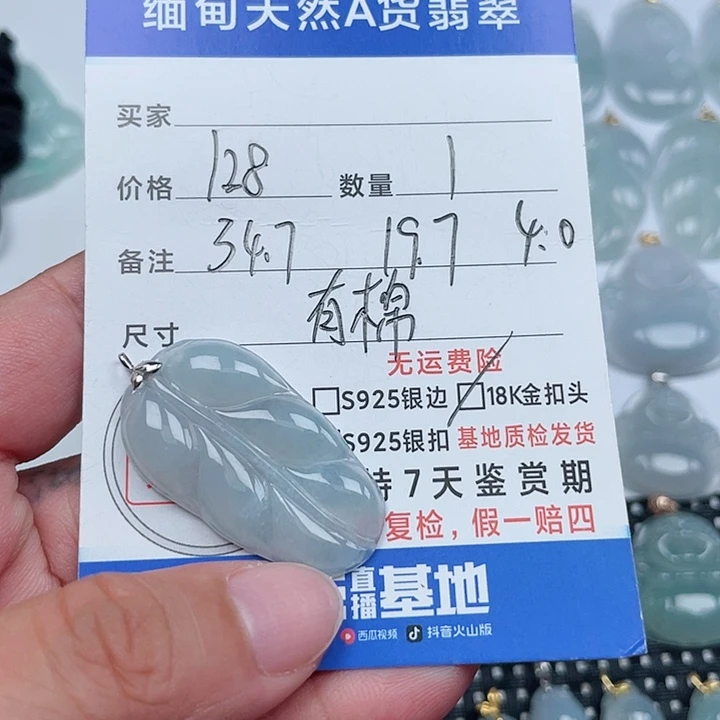 缅甸天然A货翡翠
买家
价格 128 数量 1
备注 34.7 19.7 4.0
尺寸 有棉
无运费险
□S925银边 □18K金扣头
S925银扣 基地质检发货
持7天鉴赏期
复检，假一赔四
直播基地
西瓜视频 抖音火山版